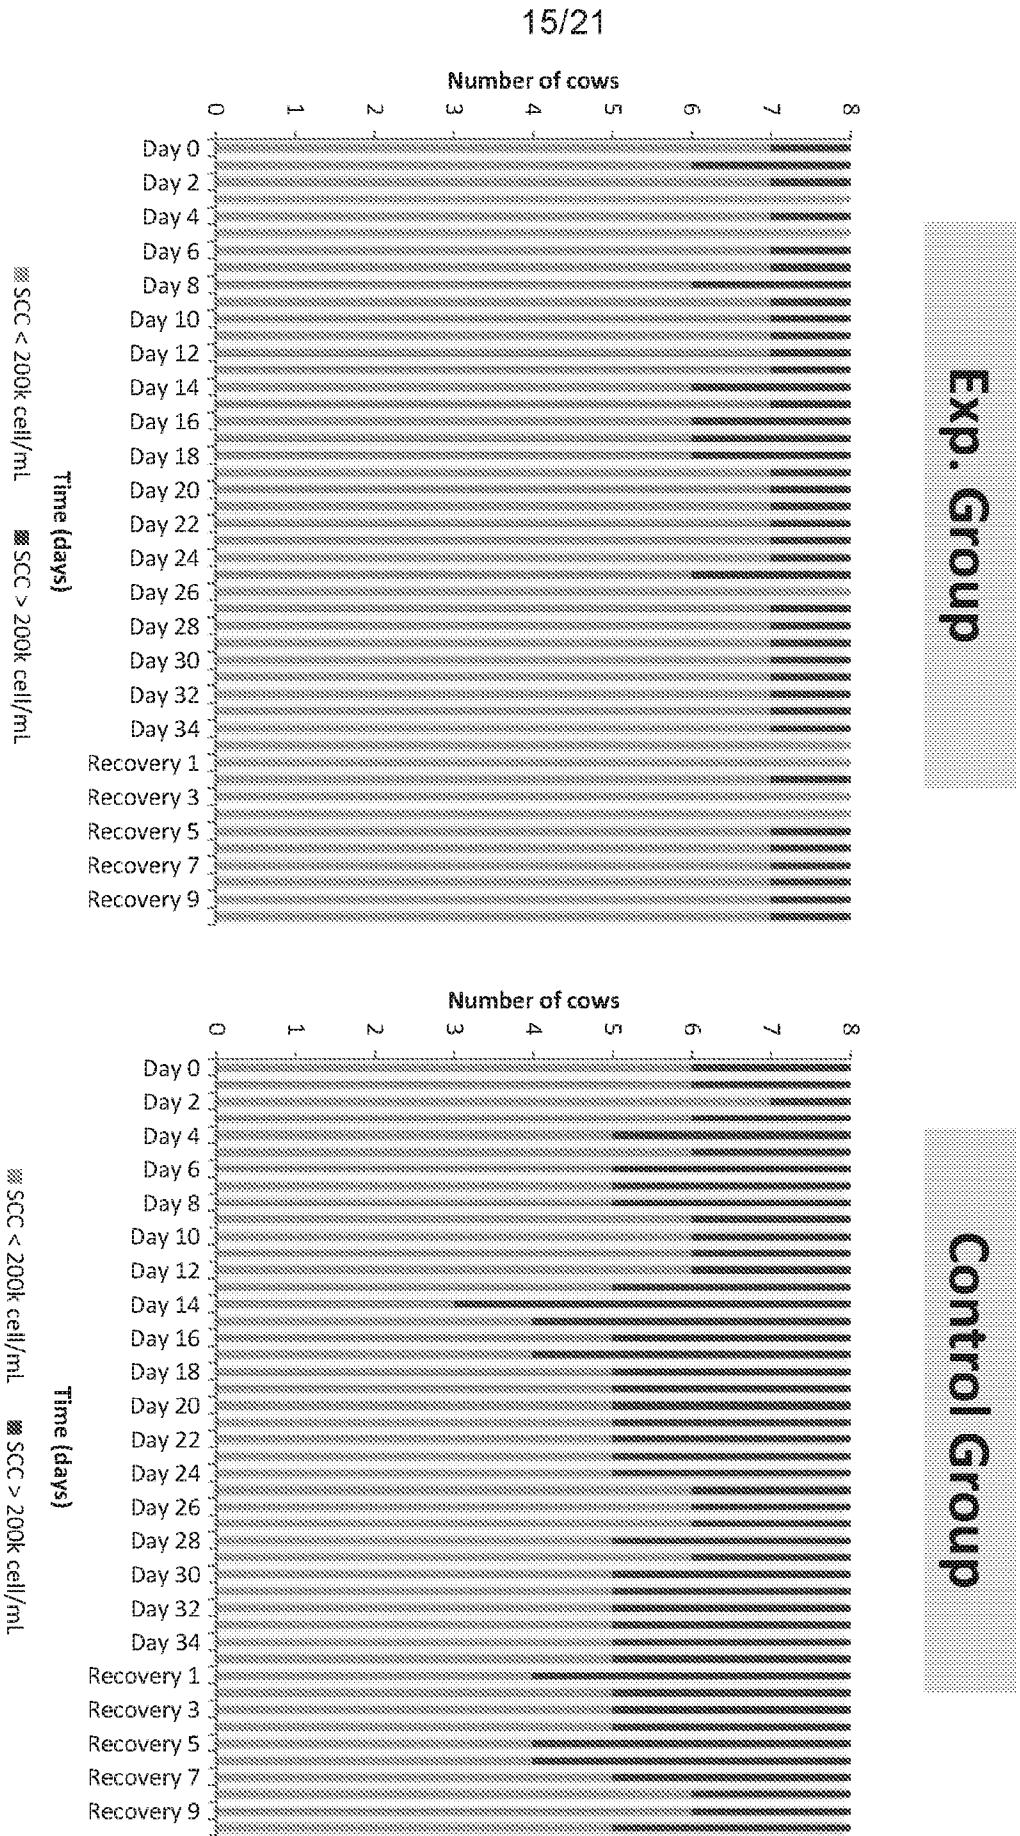 15/21
Exp. Group
Number of cows
0 1 2 3 4 5 6 7 8
Day 0
Day 2
Day 4
Day 6
Day 8
Day 10
Day 12
Day 14
Day 16
Day 18
Day 20
Day 22
Day 24
Day 26
Day 28
Day 30
Day 32
Day 34
Recovery 1
Recovery 3
Recovery 5
Recovery 7
Recovery 9
Time (days)
SCC < 200k cell/mL SCC > 200k cell/mL
Control Group
Number of cows
0 1 2 3 4 5 6 7 8
Day 0
Day 2
Day 4
Day 6
Day 8
Day 10
Day 12
Day 14
Day 16
Day 18
Day 20
Day 22
Day 24
Day 26
Day 28
Day 30
Day 32
Day 34
Recovery 1
Recovery 3
Recovery 5
Recovery 7
Recovery 9
Time (days)
SCC < 200k cell/mL SCC > 200k cell/mL